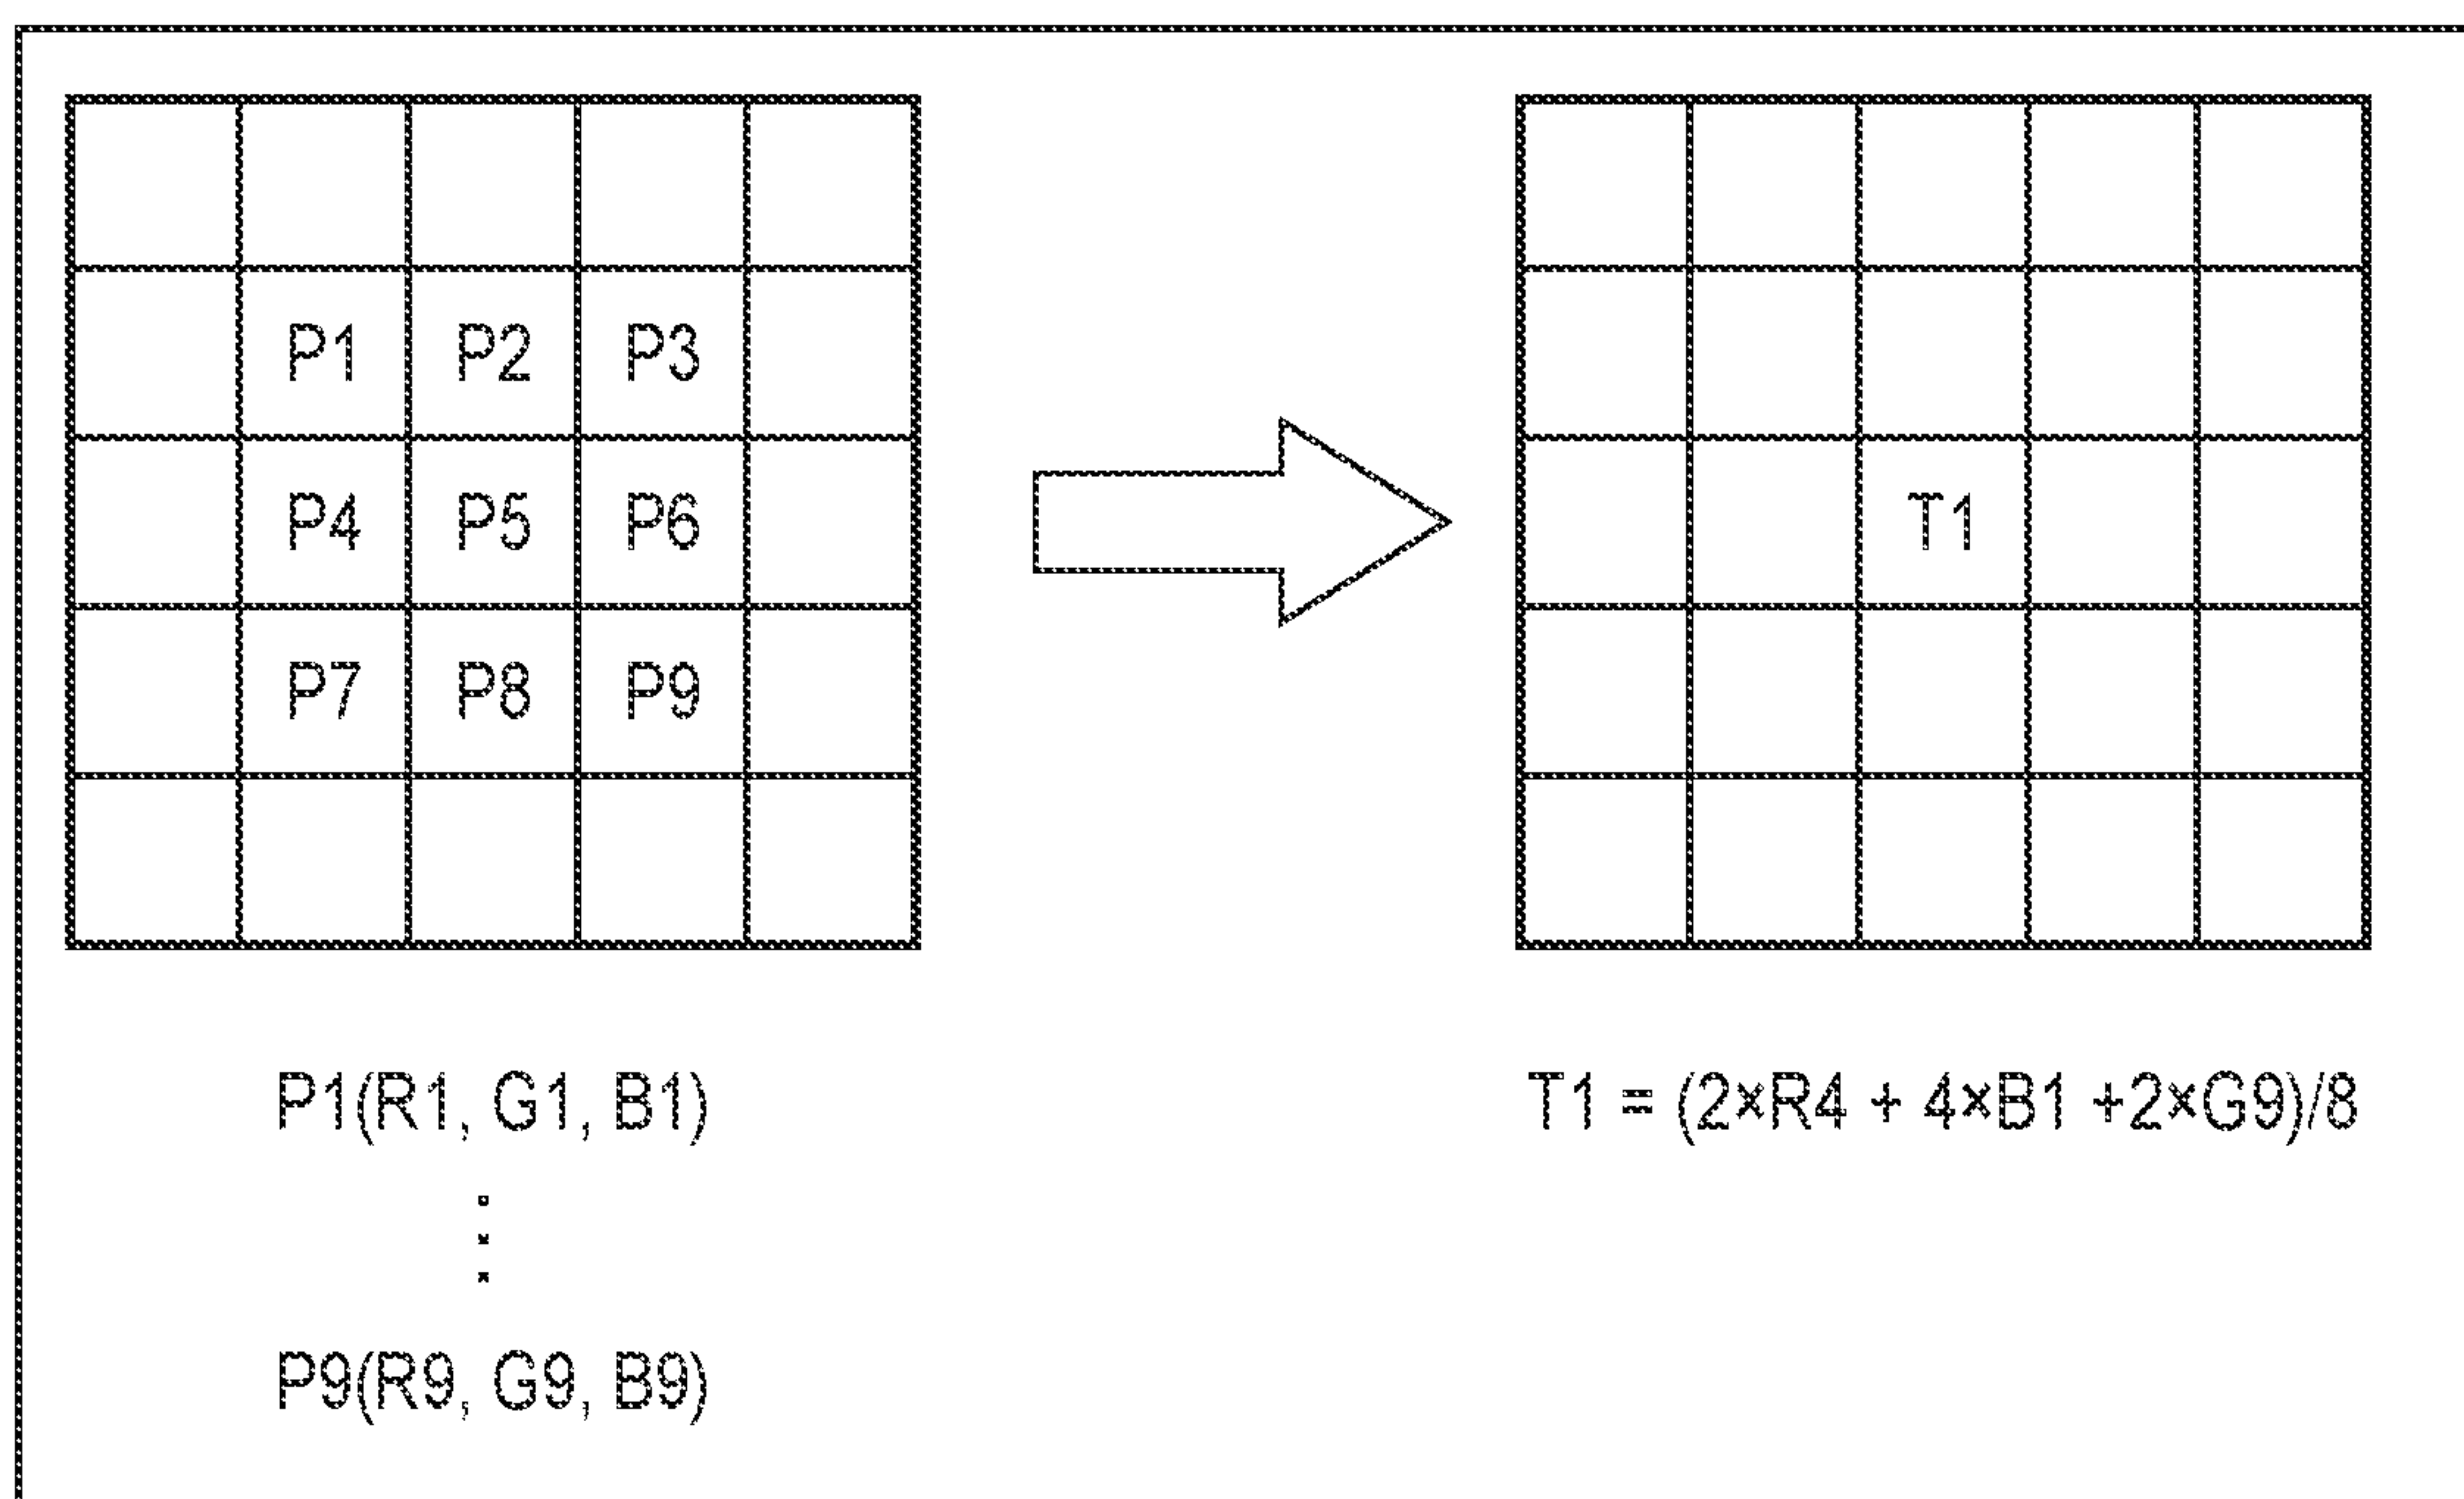 P1 P2 P3
P4 P5 P6
P7 P8 P9
T1
P1(R1, G1, B1)
P9(R9, G9, B9)
T1 = (2×R4 + 4×B1 +2×G9)/8